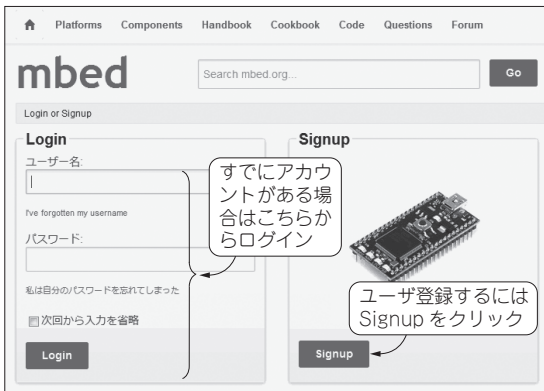 Platforms Components Handbook Cookbook Code Questions Forum
mbed
Search mbed.org...
Go
Login or Signup
Login
ユーザー名:
I've forgotten my username
パスワード:
私は自分のパスワードを忘れてしまった
次回から入力を省略
Login
すでにアカウ
ントがある場
合はこちらか
らログイン
Signup
ユーザ登録するには
Signup をクリック
Signup